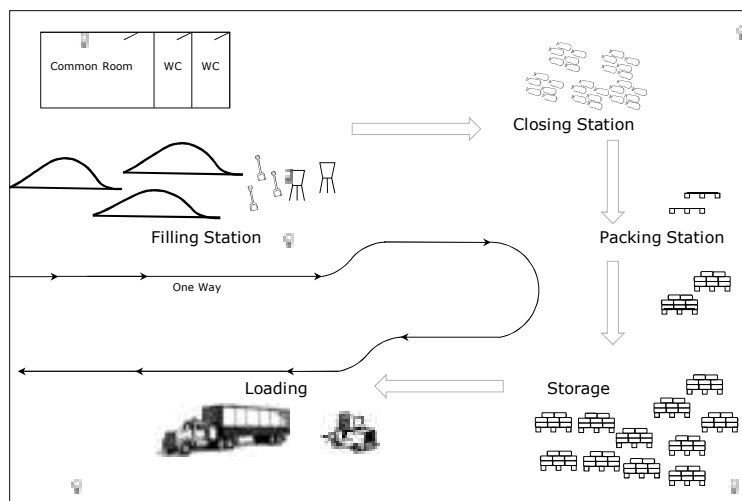 Common Room
WC
WC
Closing Station
Filling Station
Packing Station
One Way
Loading
Storage